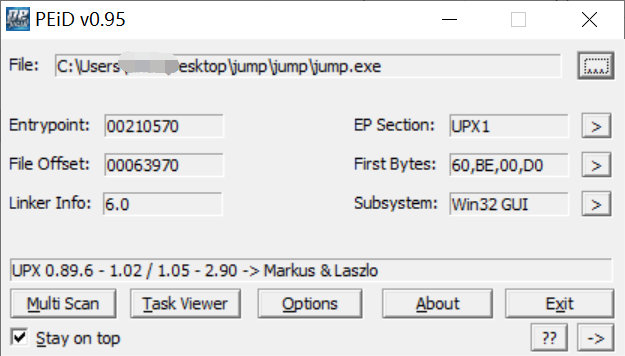 PEiD v0.95
File: C:\Users\ esktop\jump\jump\jump.exe ...
Entrypoint: 00210570 EP Section: UPX1 >
File Offset: 00063970 First Bytes: 60,BE,00,D0 >
Linker Info: 6.0 Subsystem: Win32 GUI >
UPX 0.89.6 - 1.02 / 1.05 - 2.90 -> Markus & Laszlo
Multi Scan Task Viewer Options About Exit
Stay on top ?? ->